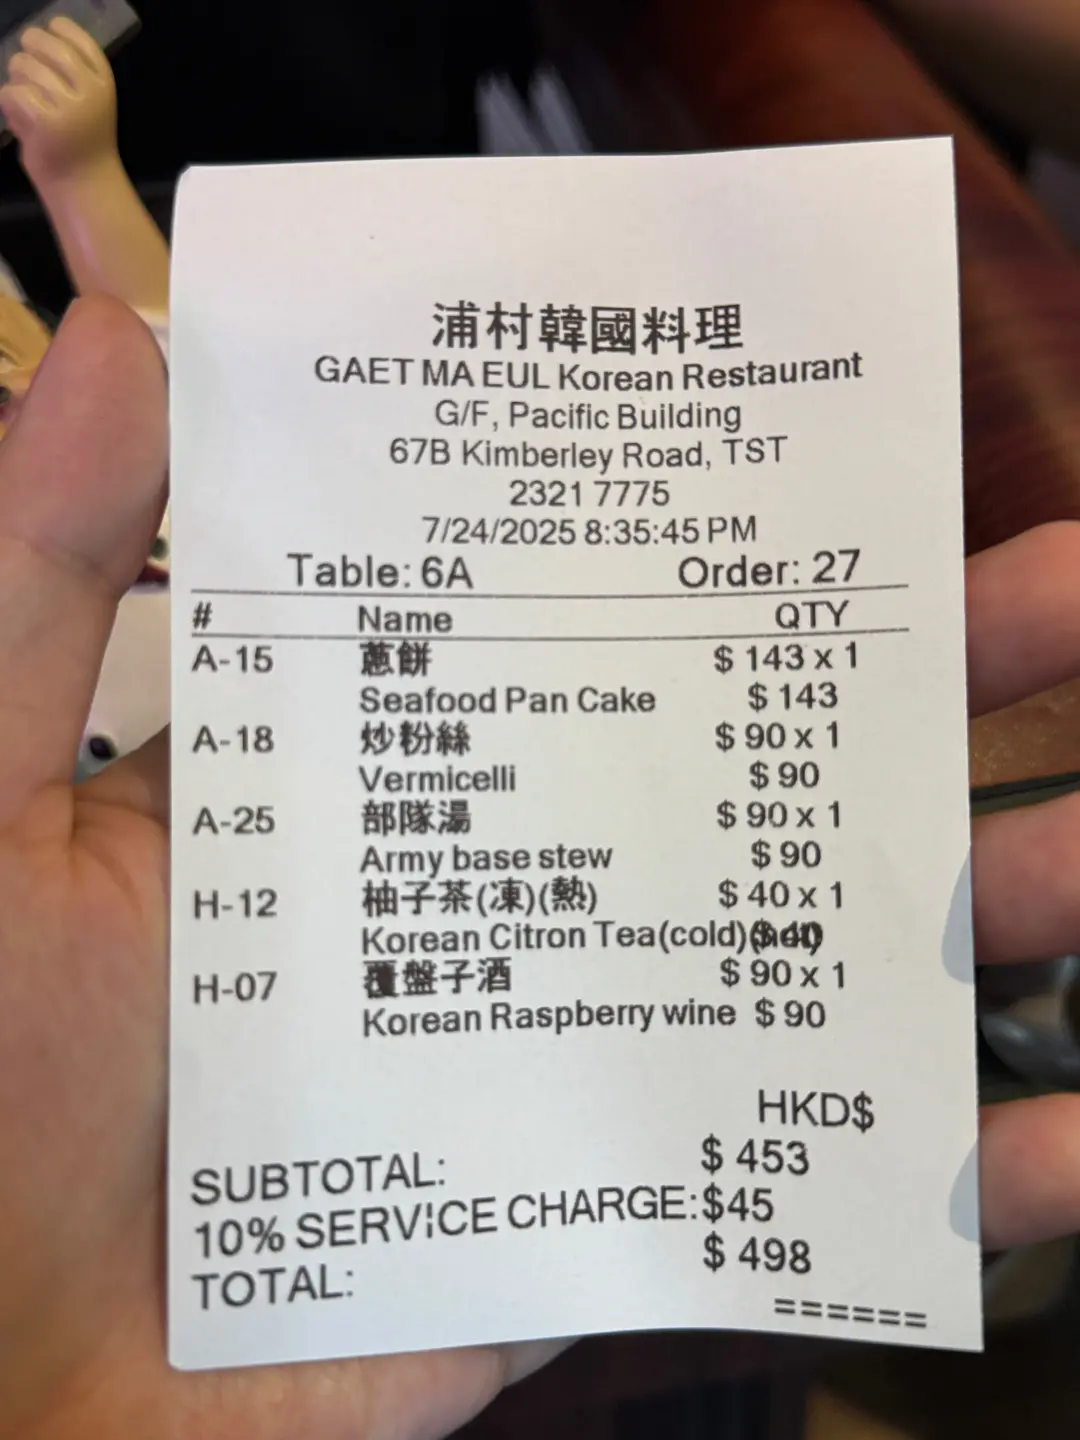 浦村韓國料理
GAET MA EUL Korean Restaurant
G/F, Pacific Building
67B Kimberley Road, TST
2321 7775
7/24/2025 8:35:45 PM
Table: 6A Order: 27
# Name QTY
A-15 蔥餅 $ 143 x 1
Seafood Pan Cake $ 143
A-18 炒粉絲 $ 90 x 1
Vermicelli $ 90
A-25 部隊湯 $ 90 x 1
Army base stew $ 90
H-12 柚子茶(凍)(熱) $ 40 x 1
Korean Citron Tea(cold)(hot) $ 40
H-07 覆盤子酒 $ 90 x 1
Korean Raspberry wine $ 90
HKD$
SUBTOTAL: $ 453
10% SERVICE CHARGE: $45
TOTAL: $ 498
======